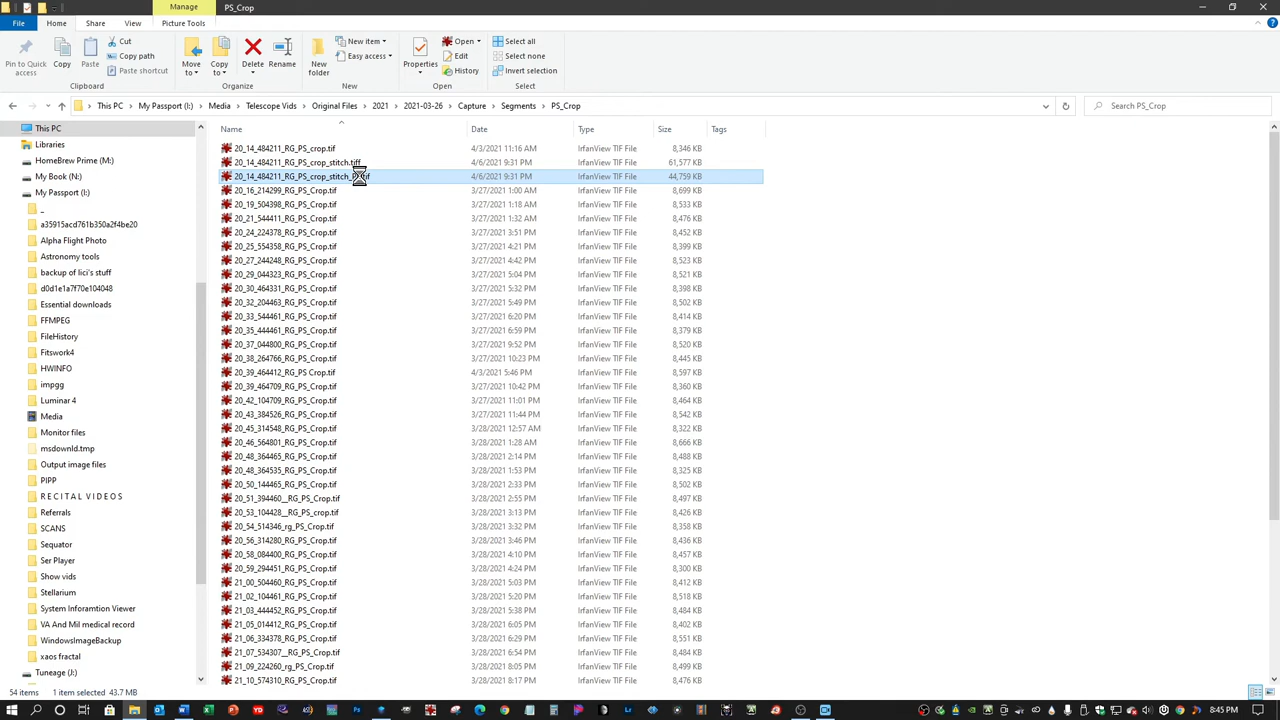 Manage
PS_Crop
File
Home
Share
View
Picture Tools
Pin to Quick access
Copy
Paste
Cut
Copy path
Paste shortcut
Clipboard
Move to
Copy to
Delete
Rename
Organize
New folder
New item
Easy access
New
Properties
Open
Edit
History
Open
Select all
Select none
Invert selection
Select
This PC > My Passport (I:) > Media > Telescope Vids > Original Files > 2021 > 2021-03-26 > Capture > Segments > PS_Crop
Search PS_Crop
This PC
Libraries
HomeBrew Prime (M:)
My Book (N:)
My Passport (I:)
_
a35915acd761b350a2f4be20
Alpha Flight Photo
Astronomy tools
backup of lici's stuff
d0d1e1a7f70e104048
Essential downloads
FFMPEG
FileHistory
Fitswork4
HWINFO
impgg
Luminar 4
Media
Monitor files
msdownld.tmp
Output image files
PIPP
R E C I T A L V I D E O S
Referrals
SCANS
Sequator
Ser Player
Show vids
Stellarium
System Inforamtion Viewer
VA And Mil medical record
WindowsImageBackup
xaos fractal
Tuneage (J:)
Name Date Type Size Tags
20_14_484211_RG_PS_crop.tif 4/3/2021 11:16 AM IrfanView TIF File 8,346 KB
20_14_484211_RG_PS_crop_stitch.tiff 4/6/2021 9:31 PM IrfanView TIF File 61,577 KB
20_14_484211_RG_PS_crop_stitch_ 4/6/2021 9:31 PM IrfanView TIF File 44,759 KB
20_16_214299_RG_PS_Crop.tif 3/27/2021 1:00 AM IrfanView TIF File 8,699 KB
20_19_504398_RG_PS_Crop.tif 3/27/2021 1:18 AM IrfanView TIF File 8,533 KB
20_21_544411_RG_PS_Crop.tif 3/27/2021 1:32 AM IrfanView TIF File 8,476 KB
20_24_224378_RG_PS_Crop.tif 3/27/2021 3:51 PM IrfanView TIF File 8,452 KB
20_25_554358_RG_PS_Crop.tif 3/27/2021 4:21 PM IrfanView TIF File 8,399 KB
20_27_244248_RG_PS_Crop.tif 3/27/2021 4:42 PM IrfanView TIF File 8,523 KB
20_29_044323_RG_PS_Crop.tif 3/27/2021 5:04 PM IrfanView TIF File 8,521 KB
20_30_464331_RG_PS_Crop.tif 3/27/2021 5:32 PM IrfanView TIF File 8,398 KB
20_32_204463_RG_PS_Crop.tif 3/27/2021 5:49 PM IrfanView TIF File 8,502 KB
20_33_544461_RG_PS_Crop.tif 3/27/2021 6:20 PM IrfanView TIF File 8,414 KB
20_35_444461_RG_PS_Crop.tif 3/27/2021 6:59 PM IrfanView TIF File 8,379 KB
20_37_044800_RG_PS_Crop.tif 3/27/2021 9:52 PM IrfanView TIF File 8,520 KB
20_38_264766_RG_PS_Crop.tif 3/27/2021 10:23 PM IrfanView TIF File 8,445 KB
20_39_464412_RG_PS Crop.tif 4/3/2021 5:46 PM IrfanView TIF File 8,597 KB
20_39_464709_RG_PS_Crop.tif 3/27/2021 10:42 PM IrfanView TIF File 8,360 KB
20_42_104709_RG_PS_Crop.tif 3/27/2021 11:01 PM IrfanView TIF File 8,464 KB
20_43_384526_RG_PS_Crop.tif 3/27/2021 11:44 PM IrfanView TIF File 8,542 KB
20_45_314548_RG_PS_Crop.tif 3/28/2021 12:57 AM IrfanView TIF File 8,322 KB
20_46_564801_RG_PS_Crop.tif 3/28/2021 1:28 AM IrfanView TIF File 8,666 KB
20_48_364465_RG_PS_Crop.tif 3/28/2021 2:14 PM IrfanView TIF File 8,488 KB
20_48_364535_RG_PS_Crop.tif 3/28/2021 1:53 PM IrfanView TIF File 8,325 KB
20_50_144465_RG_PS_Crop.tif 3/28/2021 2:33 PM IrfanView TIF File 8,502 KB
20_51_394460__RG_PS_Crop.tif 3/28/2021 2:55 PM IrfanView TIF File 8,497 KB
20_53_104428__RG_PS_crop.tif 3/28/2021 3:13 PM IrfanView TIF File 8,426 KB
20_54_514346_rg_PS_Crop.tif 3/28/2021 3:32 PM IrfanView TIF File 8,358 KB
20_56_314280_RG_PS_Crop.tif 3/28/2021 3:46 PM IrfanView TIF File 8,436 KB
20_58_084400_RG_PS_Crop.tif 3/28/2021 4:10 PM IrfanView TIF File 8,457 KB
20_59_294451_RG_PS_Crop.tif 3/28/2021 4:24 PM IrfanView TIF File 8,300 KB
21_00_504460_RG_PS_Crop.tif 3/28/2021 5:03 PM IrfanView TIF File 8,412 KB
21_02_104461_RG_PS_Crop.tif 3/28/2021 5:20 PM IrfanView TIF File 8,518 KB
21_03_444452_RG_PS_Crop.tif 3/28/2021 5:38 PM IrfanView TIF File 8,484 KB
21_05_014412_RG_PS_Crop.tif 3/28/2021 6:05 PM IrfanView TIF File 8,402 KB
21_06_334378_RG_PS_Crop.tif 3/28/2021 6:29 PM IrfanView TIF File 8,551 KB
21_07_534307__RG_PS_Crop.tif 3/28/2021 6:54 PM IrfanView TIF File 8,484 KB
21_09_224260_rg_PS_Crop.tif 3/28/2021 8:05 PM IrfanView TIF File 8,499 KB
21_10_574310_RG_PS_Crop.tif 3/28/2021 8:17 PM IrfanView TIF File 8,476 KB
54 items 1 item selected 43.7 MB
8:45 PM